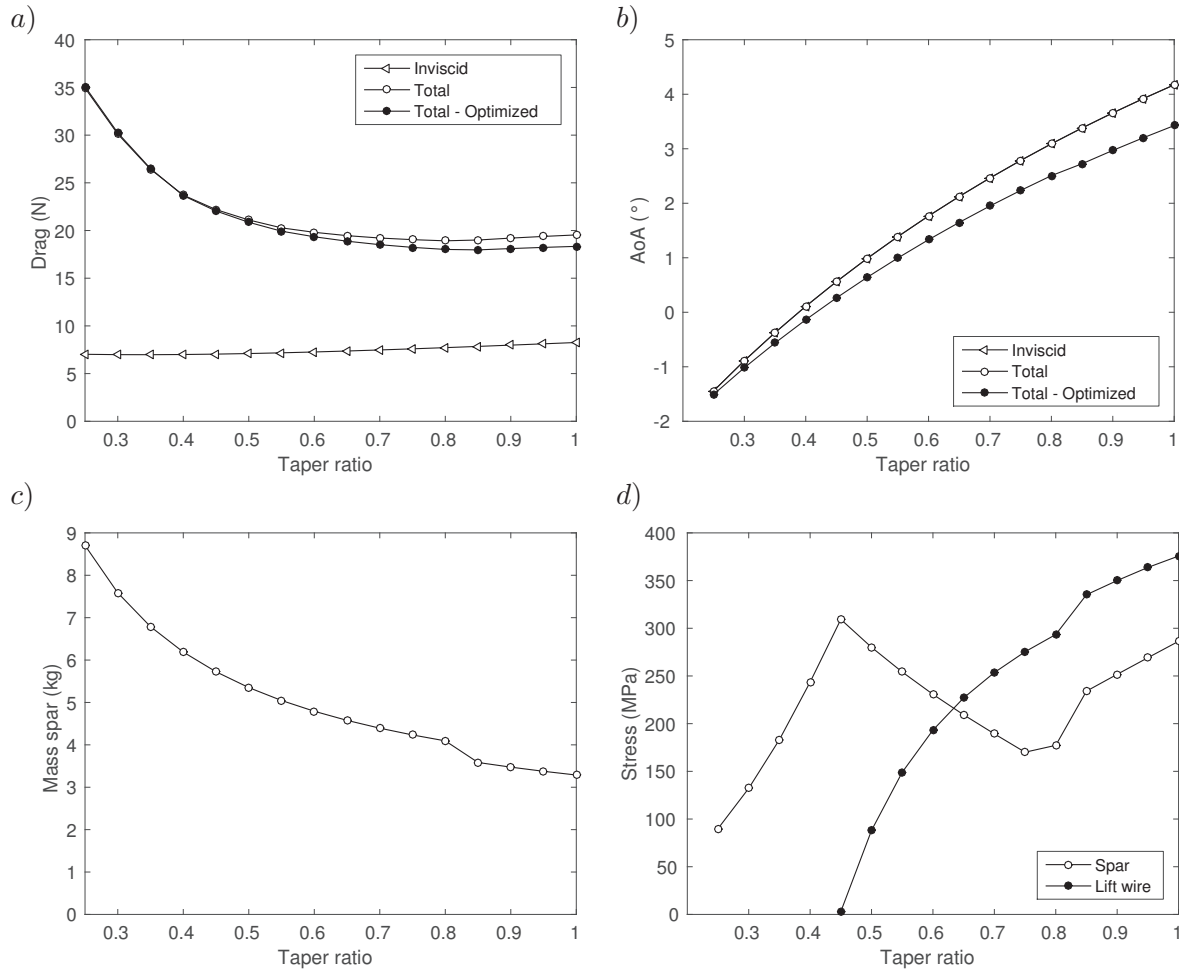 a)
40
35
30
25
20
15
10
5
0
Drag (N)
Inviscid
Total
Total - Optimized
0.3 0.4 0.5 0.6 0.7 0.8 0.9 1
Taper ratio
b)
5
4
3
2
1
0
-1
-2
AoA (°)
Inviscid
Total
Total - Optimized
0.3 0.4 0.5 0.6 0.7 0.8 0.9 1
Taper ratio
c)
9
8
7
6
5
4
3
2
1
0
Mass spar (kg)
0.3 0.4 0.5 0.6 0.7 0.8 0.9 1
Taper ratio
d)
400
350
300
250
200
150
100
50
0
Stress (MPa)
Spar
Lift wire
0.3 0.4 0.5 0.6 0.7 0.8 0.9 1
Taper ratio